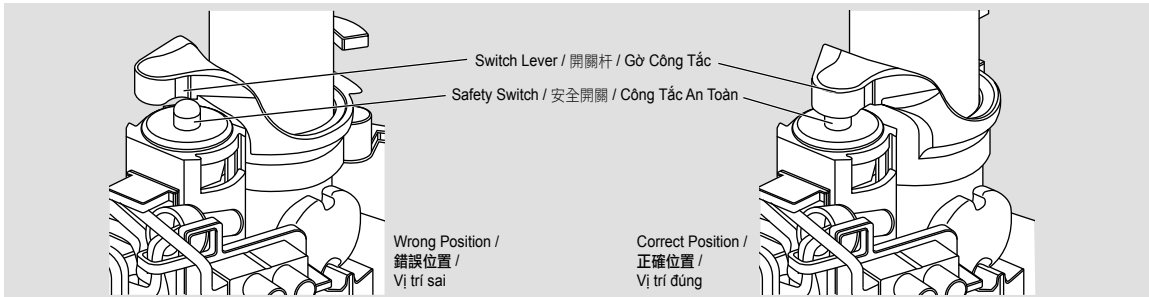 Switch Lever / 開關杆 / Gờ Công Tắc
Safety Switch / 安全開關 / Công Tắc An Toàn
Wrong Position /
錯誤位置 /
Vị trí sai
Correct Position /
正確位置 /
Vị trí đúng